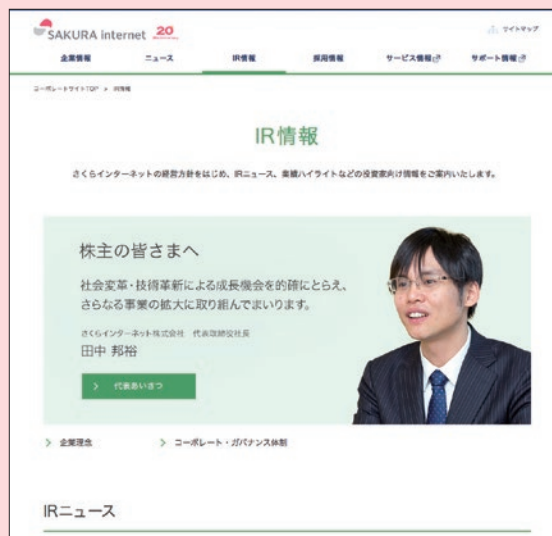 SAKURA internet 20
サイトマップ
企業情報 ニュース IR情報 採用情報 サービス情報 サポート情報
コーポレートサイトTOP > IR情報
IR情報
さくらインターネットの経営方針をはじめ、IRニュース、業績ハイライトなどの投資家向け情報をご案内いたします。
株主の皆さまへ
社会変革・技術革新による成長機会を的確にとらえ、
さらなる事業の拡大に取り組んでまいります。
さくらインターネット株式会社 代表取締役社長
田中 邦裕
代表あいさつ
企業理念 コーポレート・ガバナンス体制
IRニュース